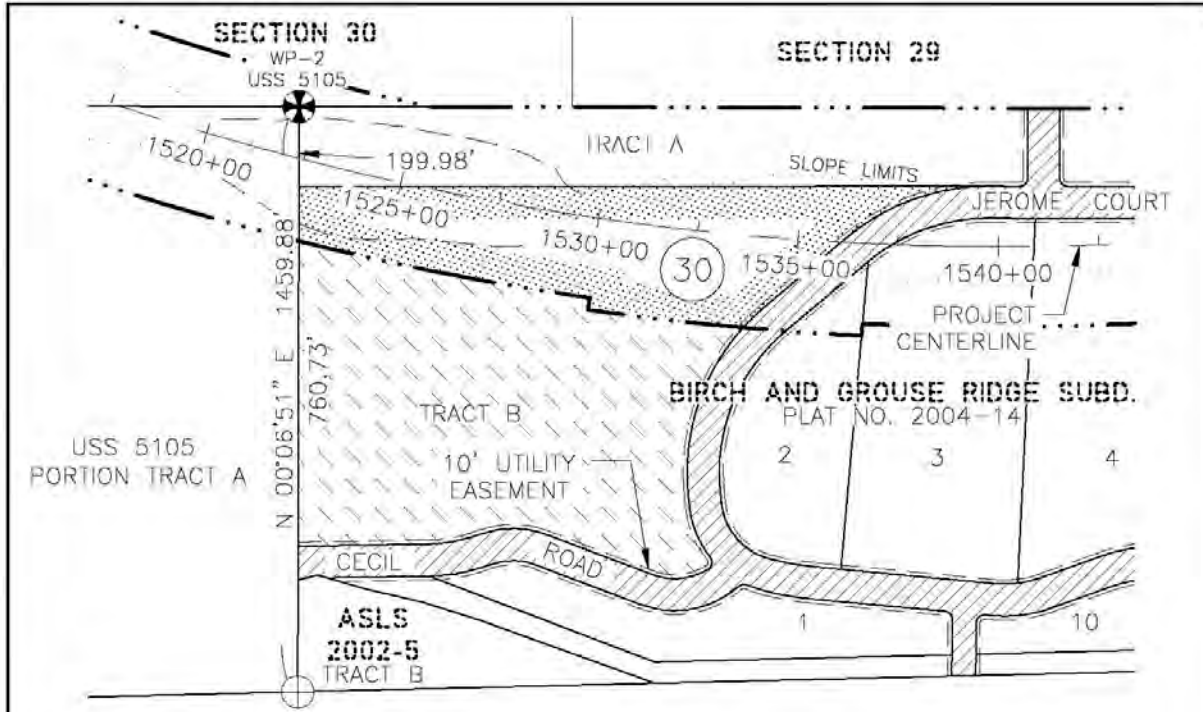 SECTION 30
WP-2
USS 5105
SECTION 29
TRACT A
1520+00
199.98'
SLOPE LIMITS
1525+00
JEROME COURT
1530+00
30
1535+00
1540+00
N 00°06'51" E 1459.88'
760.73'
PROJECT
CENTERLINE
BIRCH AND GROUSE RIDGE SUBD.
PLAT NO. 2004-14
TRACT B
USS 5105
PORTION TRACT A
10' UTILITY
EASEMENT
2
3
4
CECIL ROAD
1
10
ASLS
2002-5
TRACT B